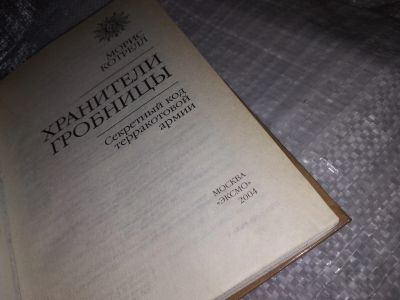 МОРИС
КОТРЕЛЛ
ХРАНИТЕЛИ
ГРОБНИЦЫ
Секретный код
терракотовой
армии
МОСКВА
«ЭКСМО»
2004